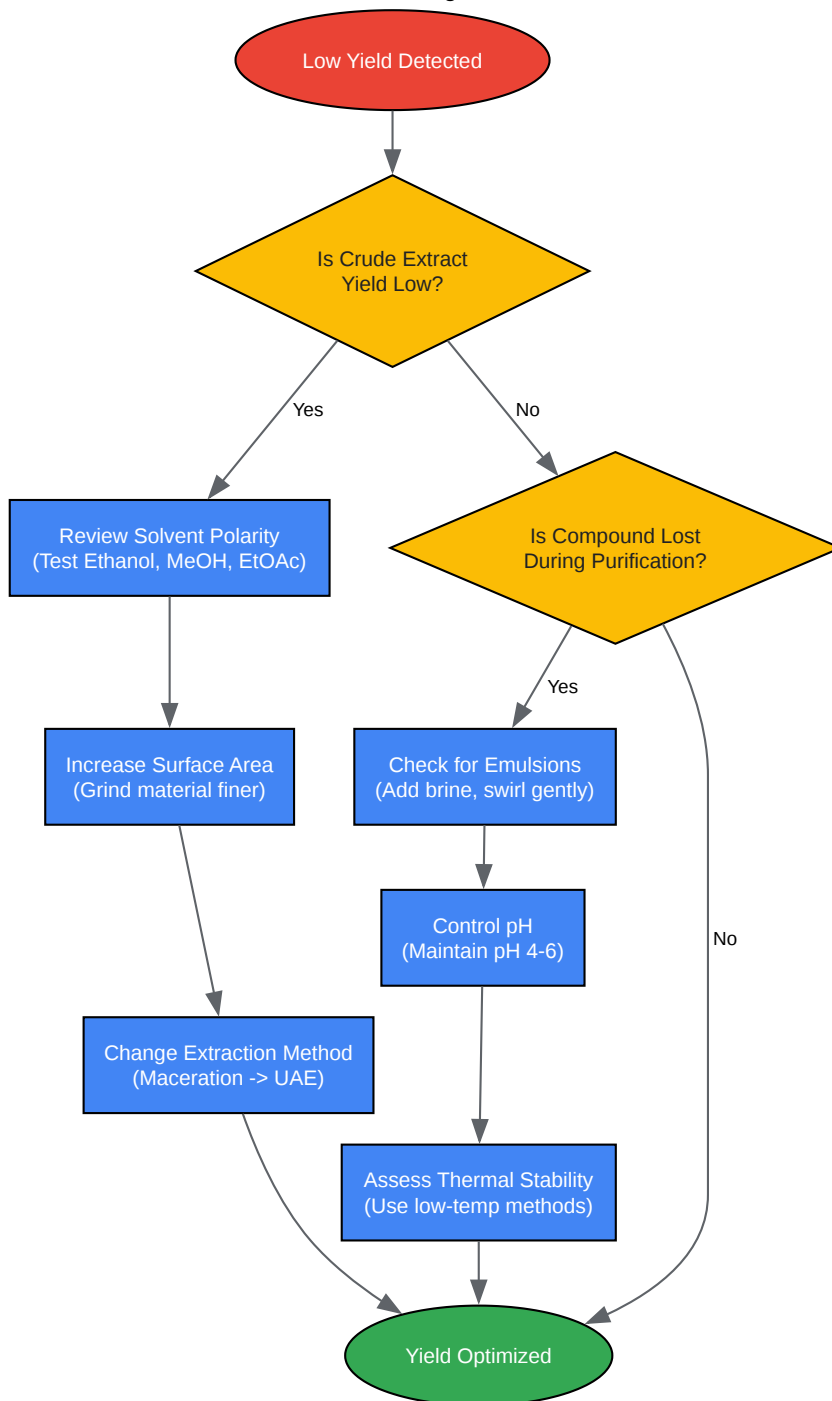 Low Yield Detected
Is Crude Extract
Yield Low?
Yes
No
Review Solvent Polarity
(Test Ethanol, MeOH, EtOAc)
Is Compound Lost
During Purification?
Yes
Increase Surface Area
(Grind material finer)
Check for Emulsions
(Add brine, swirl gently)
Control pH
(Maintain pH 4-6)
No
Change Extraction Method
(Maceration -> UAE)
Assess Thermal Stability
(Use low-temp methods)
Yield Optimized